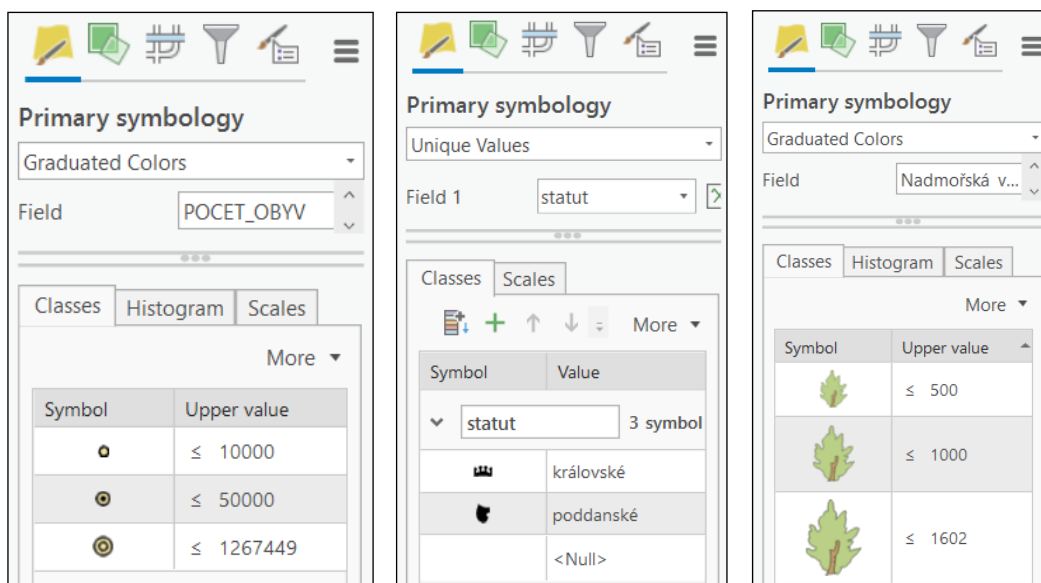 Primary symbology
Graduated Colors
Field POCET_OBYV
Classes Histogram Scales
More
Symbol Upper value
≤ 10000
≤ 50000
≤ 1267449
Primary symbology
Unique Values
Field 1 statut
Classes Scales
More
Symbol Value
statut 3 symbol
královské
poddanské
<Null>
Primary symbology
Graduated Colors
Field Nadmořská v...
Classes Histogram Scales
More
Symbol Upper value
≤ 500
≤ 1000
≤ 1602